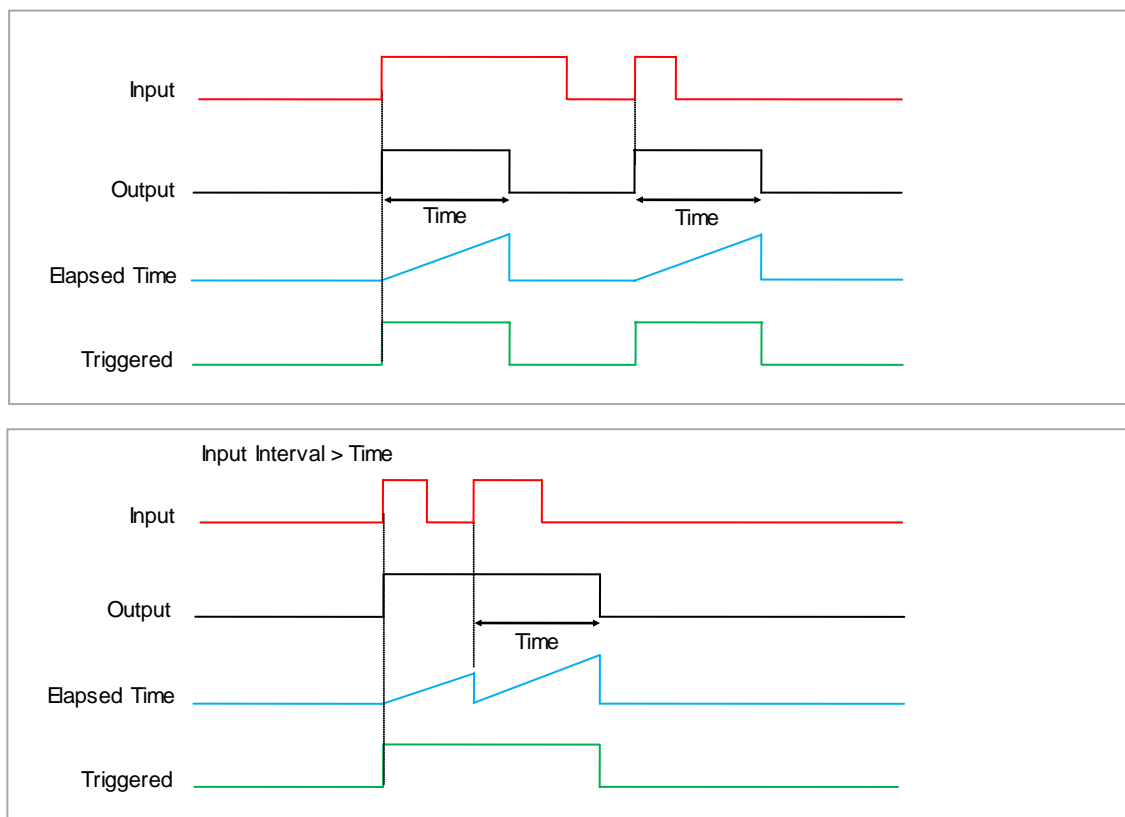 Input
Output
Time
Time
Elapsed Time
Triggered
Input Interval > Time
Input
Output
Time
Elapsed Time
Triggered